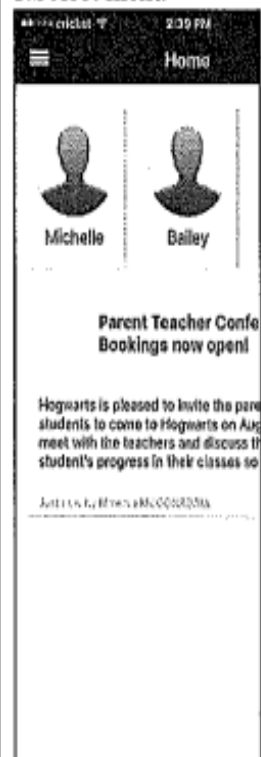 cricket 2:39 PM
Home
Michelle Bailey
Parent Teacher Confe
Bookings now open!
Hogwarts is pleased to invite the pare
students to come to Hogwarts on Aug
meet with the teachers and discuss th
student's progress in their classes so
by